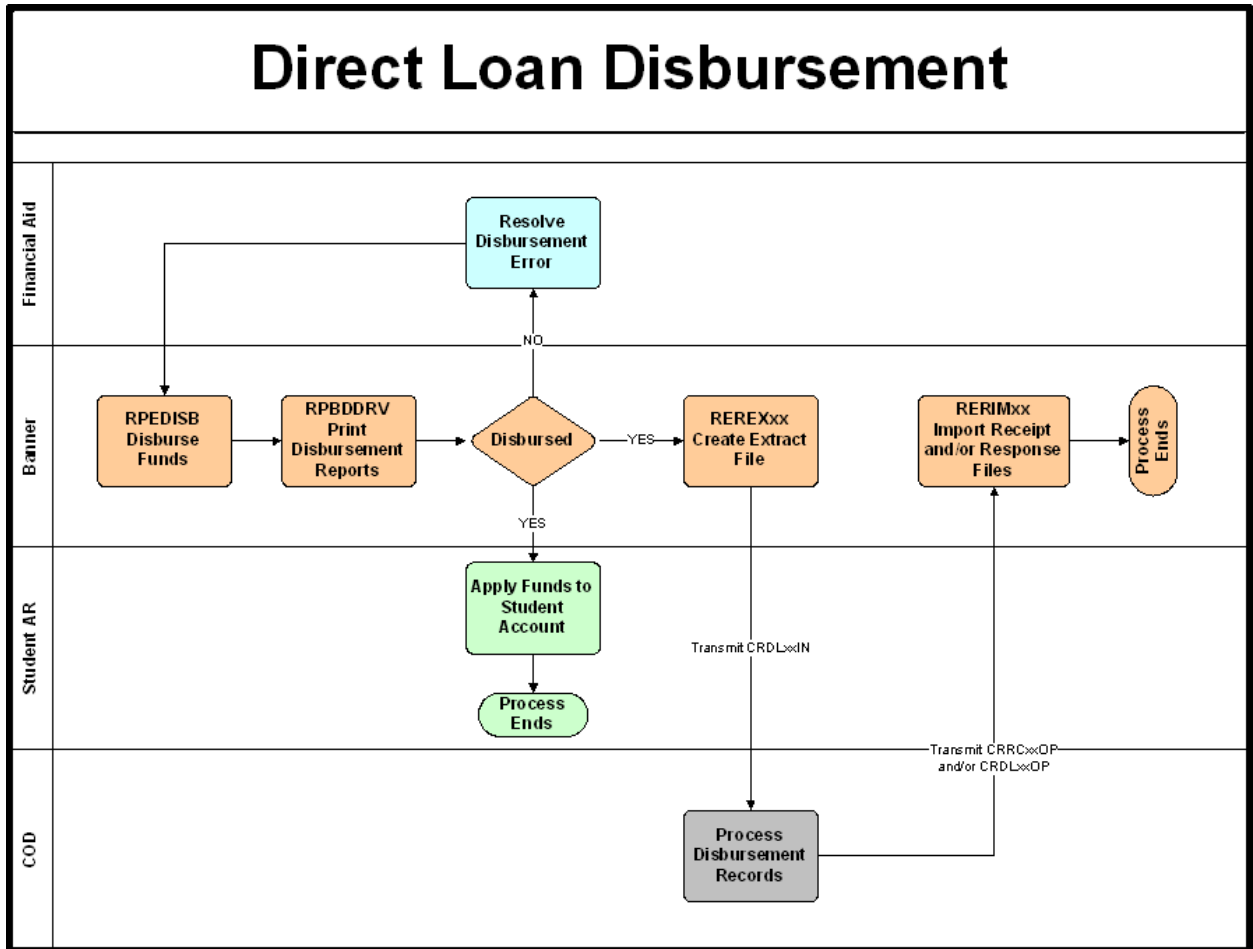 Direct Loan Disbursement
Financial Aid
Resolve
Disbursement
Error
NO
Banner
RPEDISB
Disburse
Funds
RPBDDRV
Print
Disbursement
Reports
Disbursed
YES
REREXxx
Create Extract
File
RERIMxx
Import Receipt
and/or Response
Files
Process
Ends
YES
Student AR
Apply Funds to
Student
Account
Transmit CRDLxxIN
Process
Ends
COD
Transmit CRRCxxOP
and/or CRDLxxOP
Process
Disbursement
Records